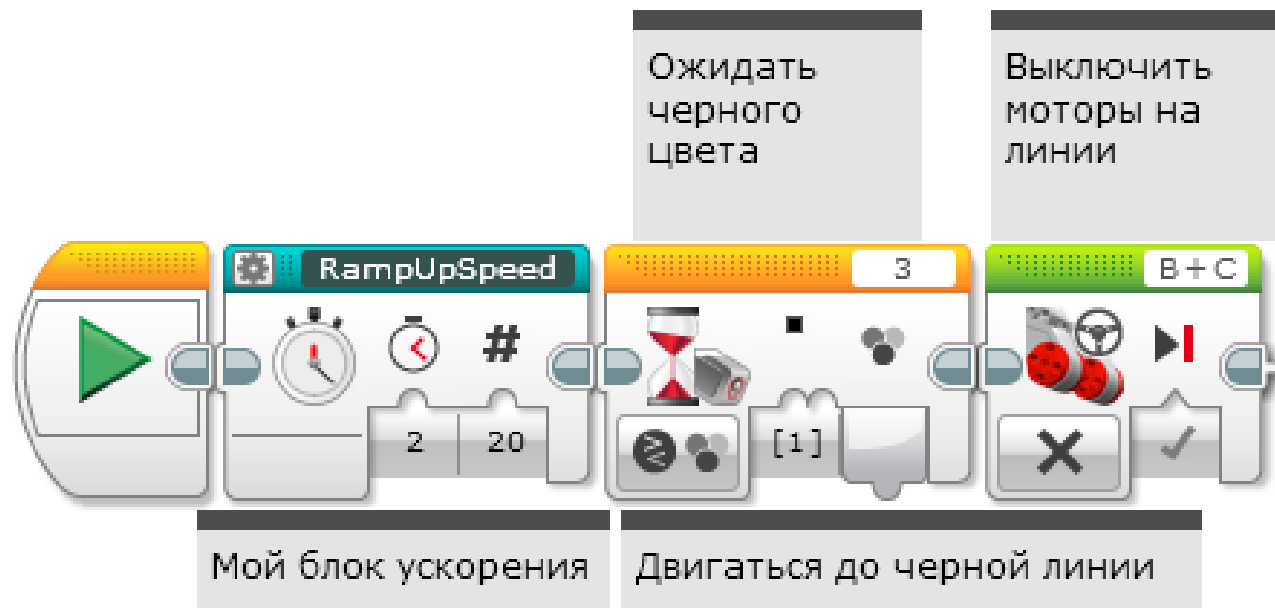 Ожидать
черного
цвета
Выключить
моторы на
линии
RampUpSpeed
3
B+C
#
2
20
[1]
Мой блок ускорения
Двигаться до черной линии